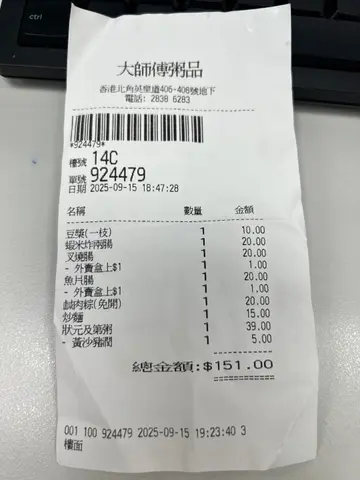 ctrl
大師傅粥品
香港北角英皇道406-408號地下
電話: 2838 6283
*924479*
檯號 14C
單號 924479
日期 2025-09-15 18:47:28
名稱 數量 金額
豆漿(一枝) 1 10.00
蝦米炸兩腸 1 20.00
叉燒腸 1 20.00
- 外賣盒上$1 1 1.00
魚片腸 1 20.00
- 外賣盒上$1 1 1.00
鹹肉粽(免開) 1 20.00
炒麵 1 15.00
狀元及第粥 1 39.00
- 黃沙豬潤 1 5.00
總金額:$151.00
001 100 924479 2025-09-15 19:23:40 3
樓面